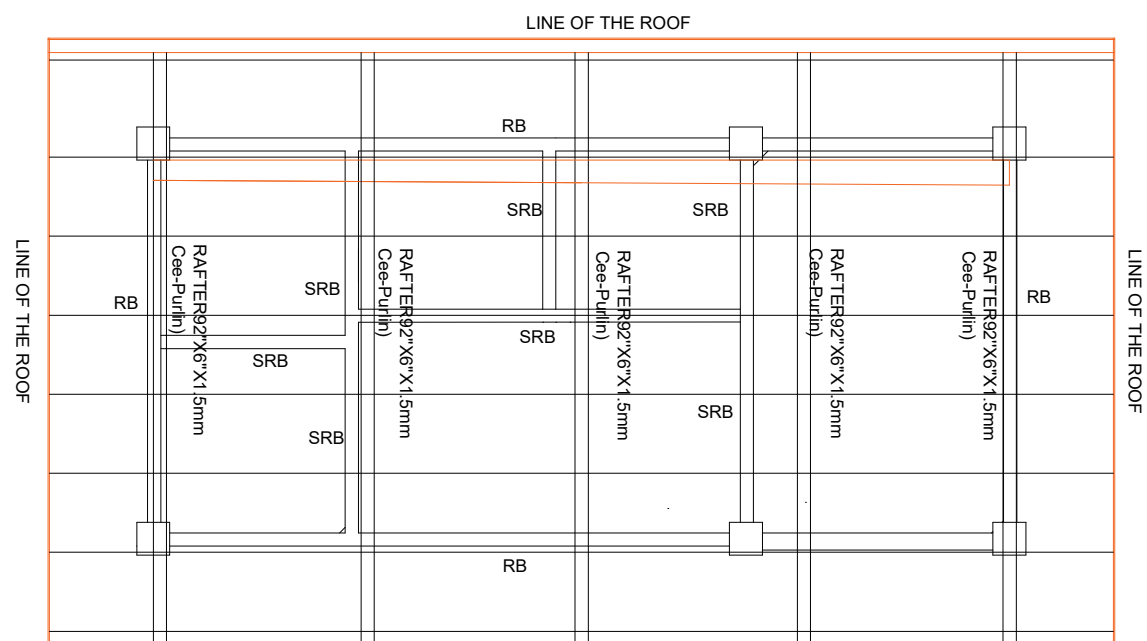 LINE OF THE ROOF
RB
SRB
SRB
LINE OF THE ROOF
RAFTER92"X6"X1.5mm
Cee-Purlin)
RAFTER92"X6"X1.5mm
Cee-Purlin)
RAFTER92"X6"X1.5mm
Cee-Purlin)
RAFTER92"X6"X1.5mm
Cee-Purlin)
RAFTER92"X6"X1.5mm
Cee-Purlin)
LINE OF THE ROOF
RB
SRB
RB
SRB
SRB
SRB
SRB
RB